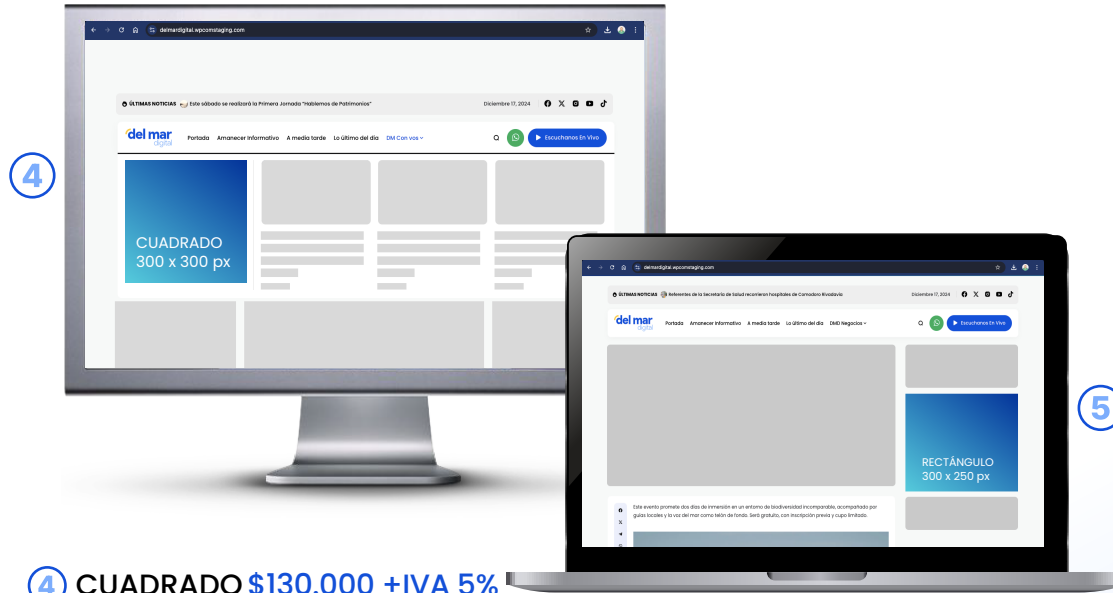 4
delmardigital.wpcomstaging.com
ÚLTIMAS NOTICIAS Este sábado se realizará la Primera Jornada "Hablemos de Patrimonios"
Diciembre 17, 2024
del mar
digital
Portada Amanecer Informativo A media tarde Lo último del día DM Con vos
Escuchanos En Vivo
CUADRADO
300 x 300 px
delmardigital.wpcomstaging.com
ÚLTIMAS NOTICIAS Referentes de la Secretaría de Salud recorrieron hospitales de Comodoro Rivadavia
Diciembre 17, 2024
del mar
digital
Portada Amanecer Informativo A media tarde Lo último del día DMD Negocios
Escuchanos En Vivo
5
RECTÁNGULO
300 x 250 px
Este evento promete dos días de inmersión en un entorno de biodiversidad incomparable, acompañado por
guías locales y la voz del mar como telón de fondo. Será gratuito, con inscripción previa y cupo limitado.
4 CUADRADO $130.000 +IVA 5%